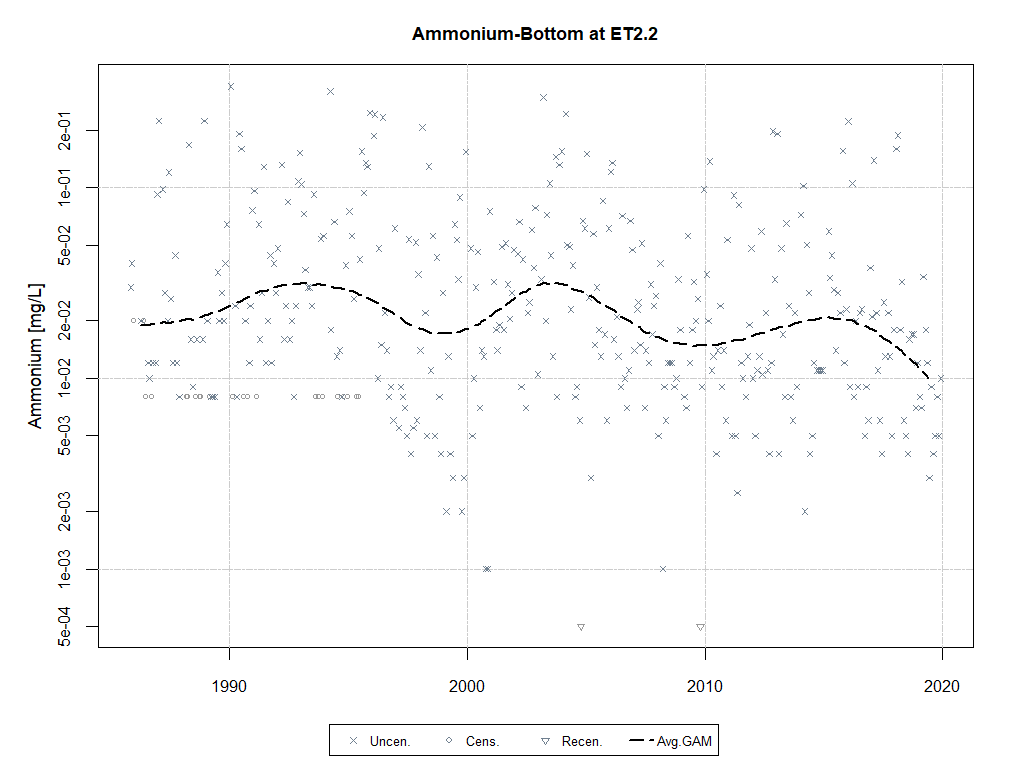 Ammonium-Bottom at ET2.2
Ammonium [mg/L]
2e-01
1e-01
5e-02
2e-02
1e-02
5e-03
2e-03
1e-03
5e-04
1990 2000 2010 2020
Uncen. Cens. Recen. Avg.GAM